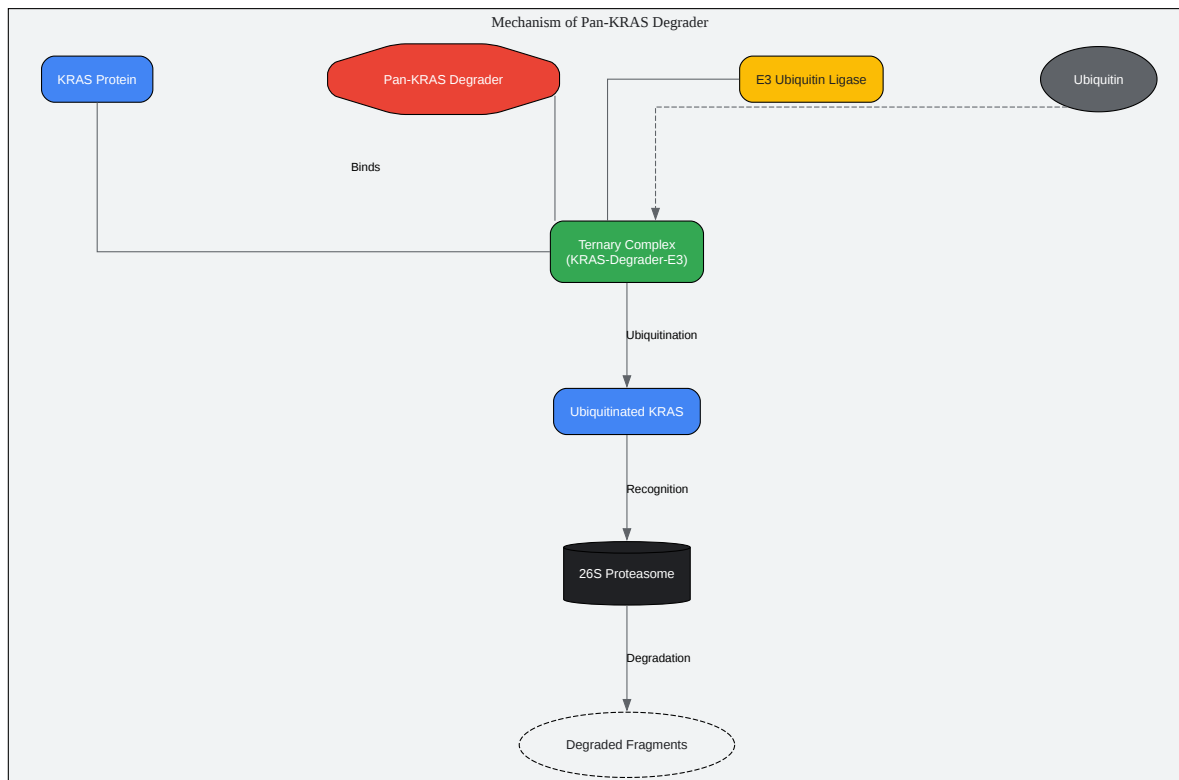 Mechanism of Pan-KRAS Degrader
KRAS Protein
Pan-KRAS Degrader
E3 Ubiquitin Ligase
Ubiquitin
Binds
Ternary Complex
(KRAS-Degrader-E3)
Ubiquitination
Ubiquitinated KRAS
Recognition
26S Proteasome
Degradation
Degraded Fragments